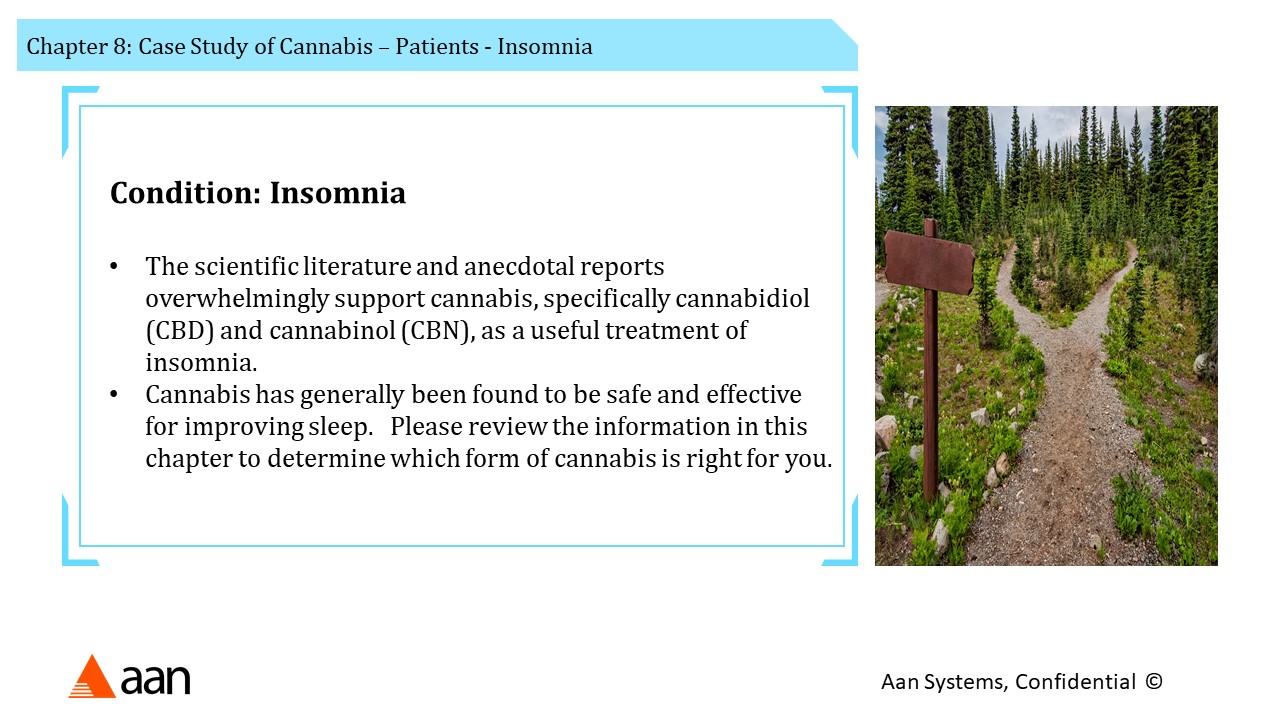 Chapter 8: Case Study of Cannabis – Patients - Insomnia
Condition: Insomnia
• The scientific literature and anecdotal reports
overwhelmingly support cannabis, specifically cannabidiol
(CBD) and cannabinol (CBN), as a useful treatment of
insomnia.
• Cannabis has generally been found to be safe and effective
for improving sleep.   Please review the information in this
chapter to determine which form of cannabis is right for you.
aan
Aan Systems, Confidential ©